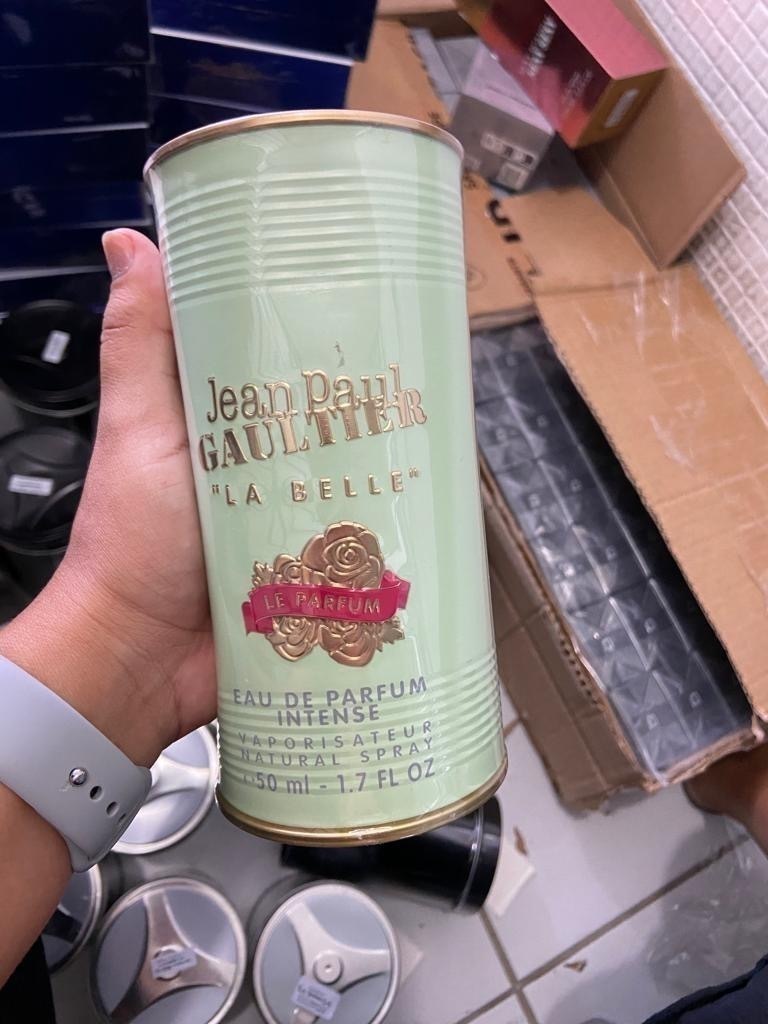 Jean Paul
GAULTIER
"LA BELLE"
LE PARFUM
EAU DE PARFUM
INTENSE
VAPORISATEUR
NATURAL SPRAY
50 ml - 1.7 FL OZ